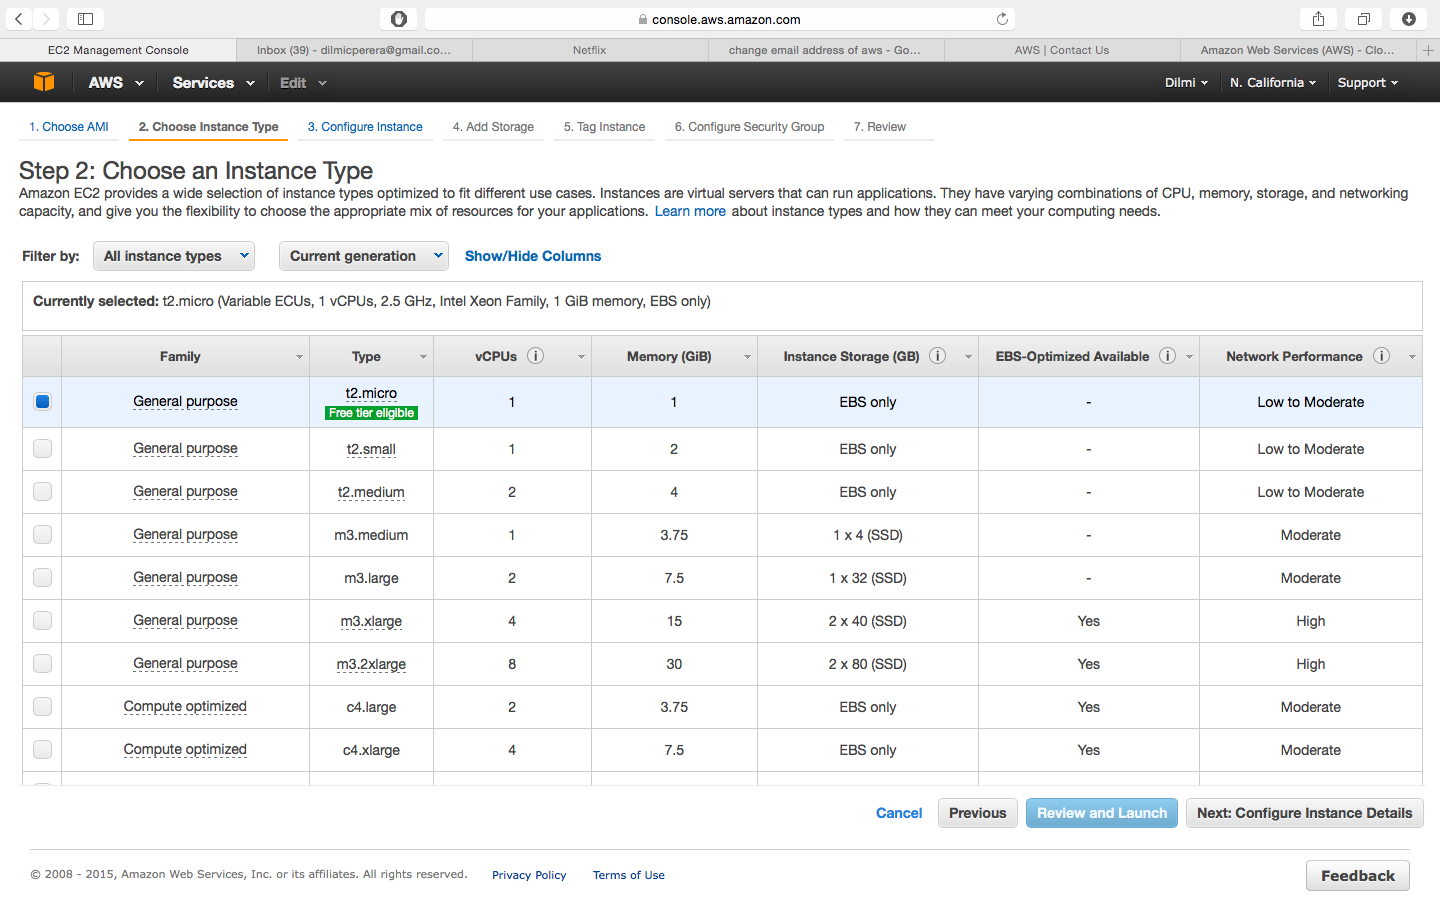 console.aws.amazon.com
EC2 Management Console
Inbox (39) - dilmicperera@gmail.co...
Netflix
change email address of aws - Go...
AWS | Contact Us
Amazon Web Services (AWS) - Clo...
AWS Services Edit Dilmi N. California Support
1. Choose AMI 2. Choose Instance Type 3. Configure Instance 4. Add Storage 5. Tag Instance 6. Configure Security Group 7. Review
Step 2: Choose an Instance Type
Amazon EC2 provides a wide selection of instance types optimized to fit different use cases. Instances are virtual servers that can run applications. They have varying combinations of CPU, memory, storage, and networking
capacity, and give you the flexibility to choose the appropriate mix of resources for your applications. Learn more about instance types and how they can meet your computing needs.
Filter by: All instance types Current generation Show/Hide Columns
Currently selected: t2.micro (Variable ECUs, 1 vCPUs, 2.5 GHz, Intel Xeon Family, 1 GiB memory, EBS only)
Family Type vCPUs i Memory (GiB) Instance Storage (GB) i EBS-Optimized Available i Network Performance i
General purpose t2.micro 1 1 EBS only - Low to Moderate
Free tier eligible
General purpose t2.small 1 2 EBS only - Low to Moderate
General purpose t2.medium 2 4 EBS only - Low to Moderate
General purpose m3.medium 1 3.75 1 x 4 (SSD) - Moderate
General purpose m3.large 2 7.5 1 x 32 (SSD) - Moderate
General purpose m3.xlarge 4 15 2 x 40 (SSD) Yes High
General purpose m3.2xlarge 8 30 2 x 80 (SSD) Yes High
Compute optimized c4.large 2 3.75 EBS only Yes Moderate
Compute optimized c4.xlarge 4 7.5 EBS only Yes Moderate
Cancel Previous Review and Launch Next: Configure Instance Details
© 2008 - 2015, Amazon Web Services, Inc. or its affiliates. All rights reserved. Privacy Policy Terms of Use Feedback